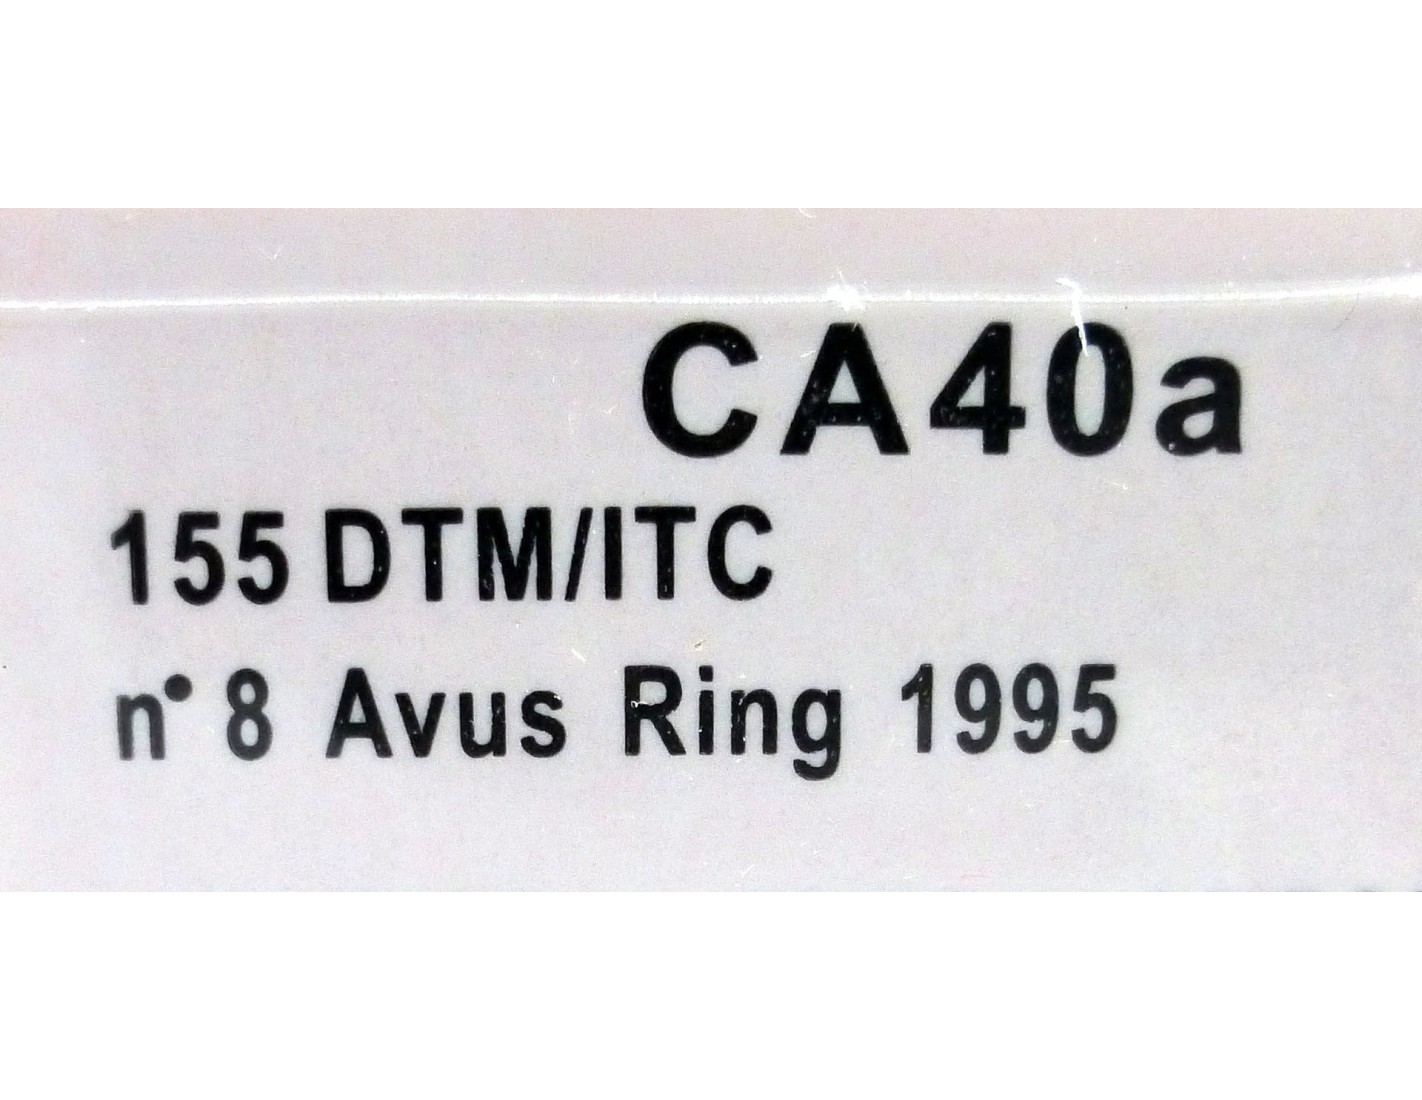 CA40a
155 DTM/ITC
n• 8 Avus Ring 1995